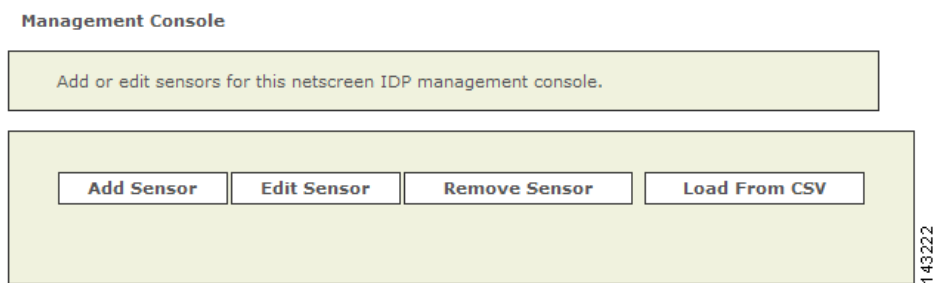 Management Console
Add or edit sensors for this netscreen IDP management console.
Add Sensor Edit Sensor Remove Sensor Load From CSV
143222